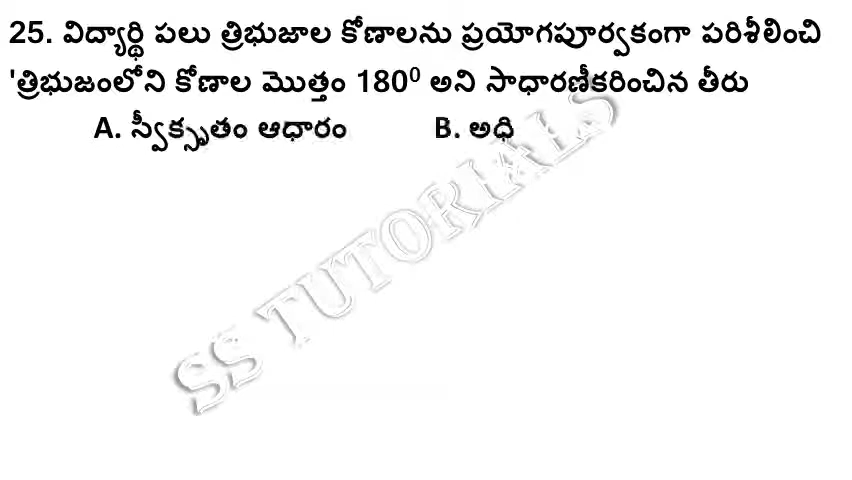 25. విద్యార్థి పలు త్రిభుజాల కోణాలను ప్రయోగపూర్వకంగా పరిశీలించి
'త్రిభుజంలోని కోణాల మొత్తం 180⁰ అని సాధారణీకరించిన తీరు
A. స్వీకృృతం ఆధారం B. అధి
SS TUTORIALS